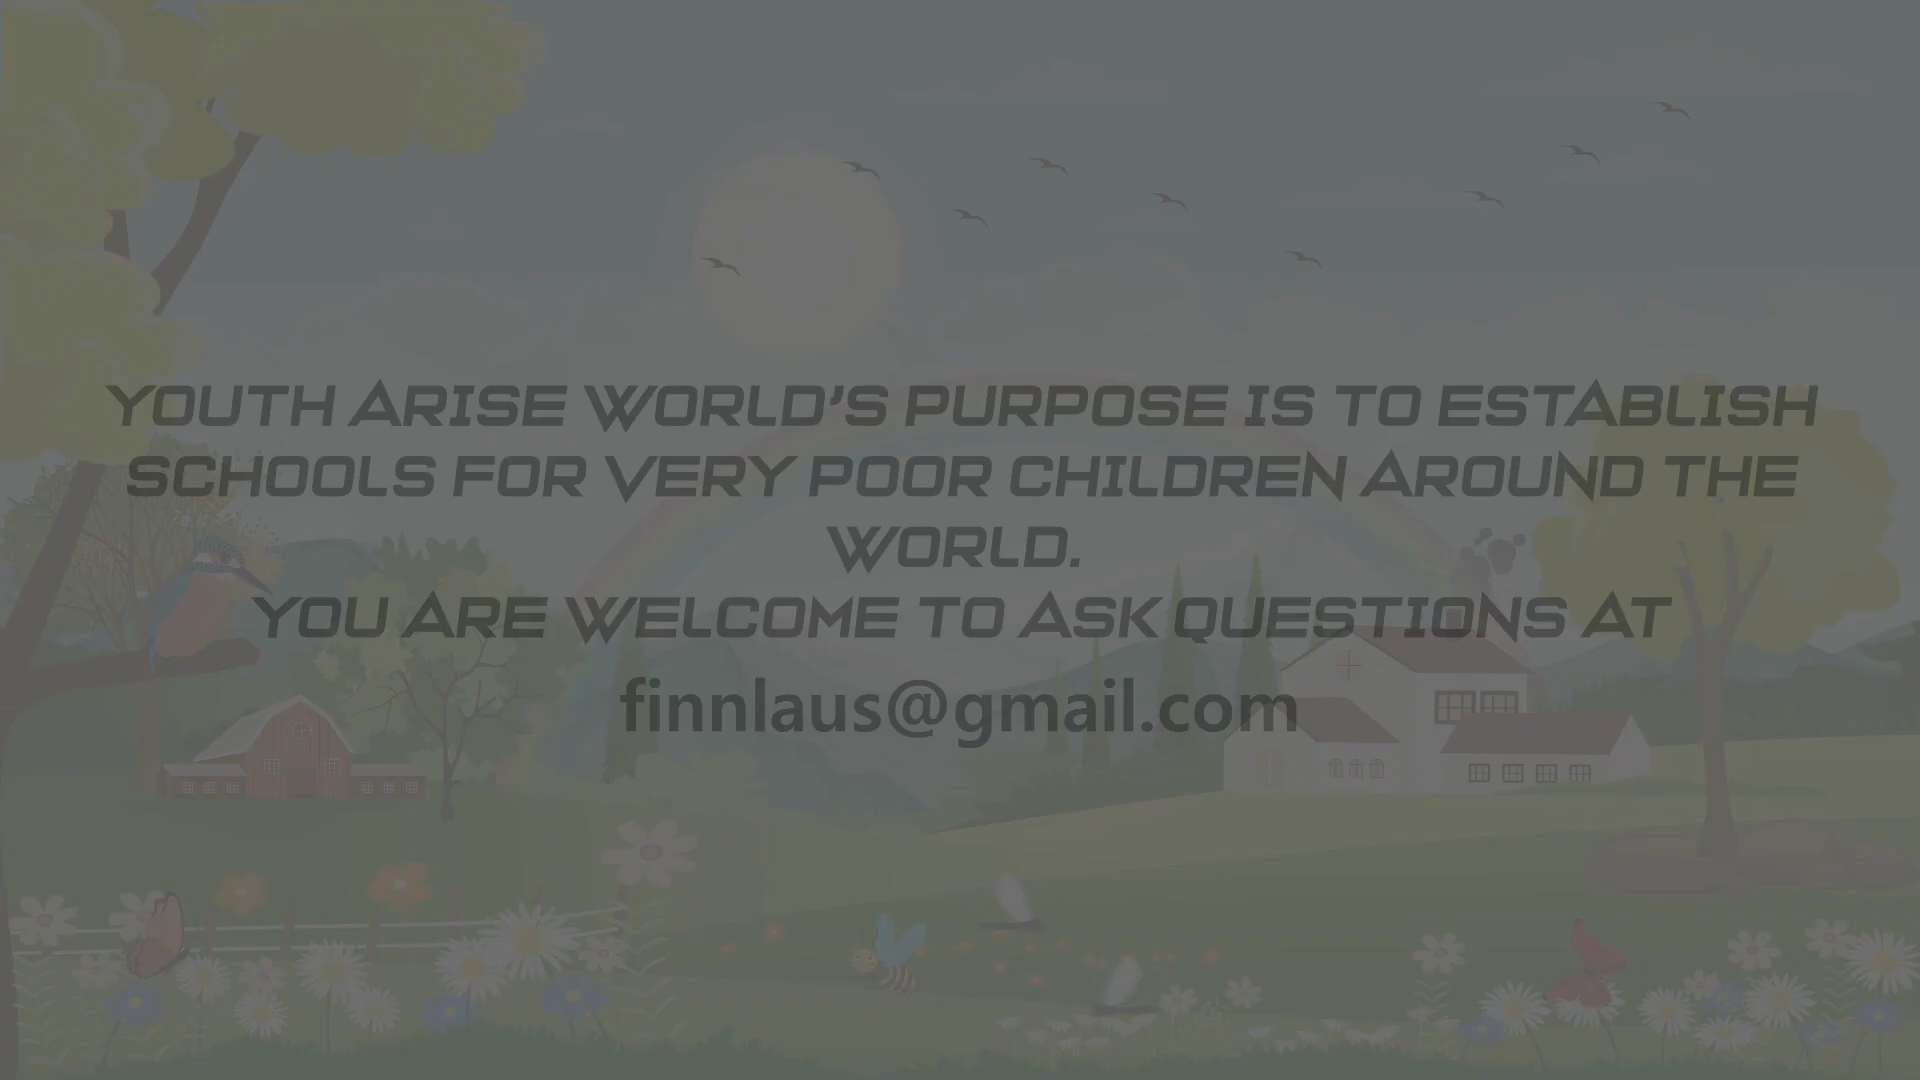 YOUTH ARISE WORLD'S PURPOSE IS TO ESTABLISH
SCHOOLS FOR VERY POOR CHILDREN AROUND THE
WORLD.
YOU ARE WELCOME TO ASK QUESTIONS AT
finnlaus@gmail.com